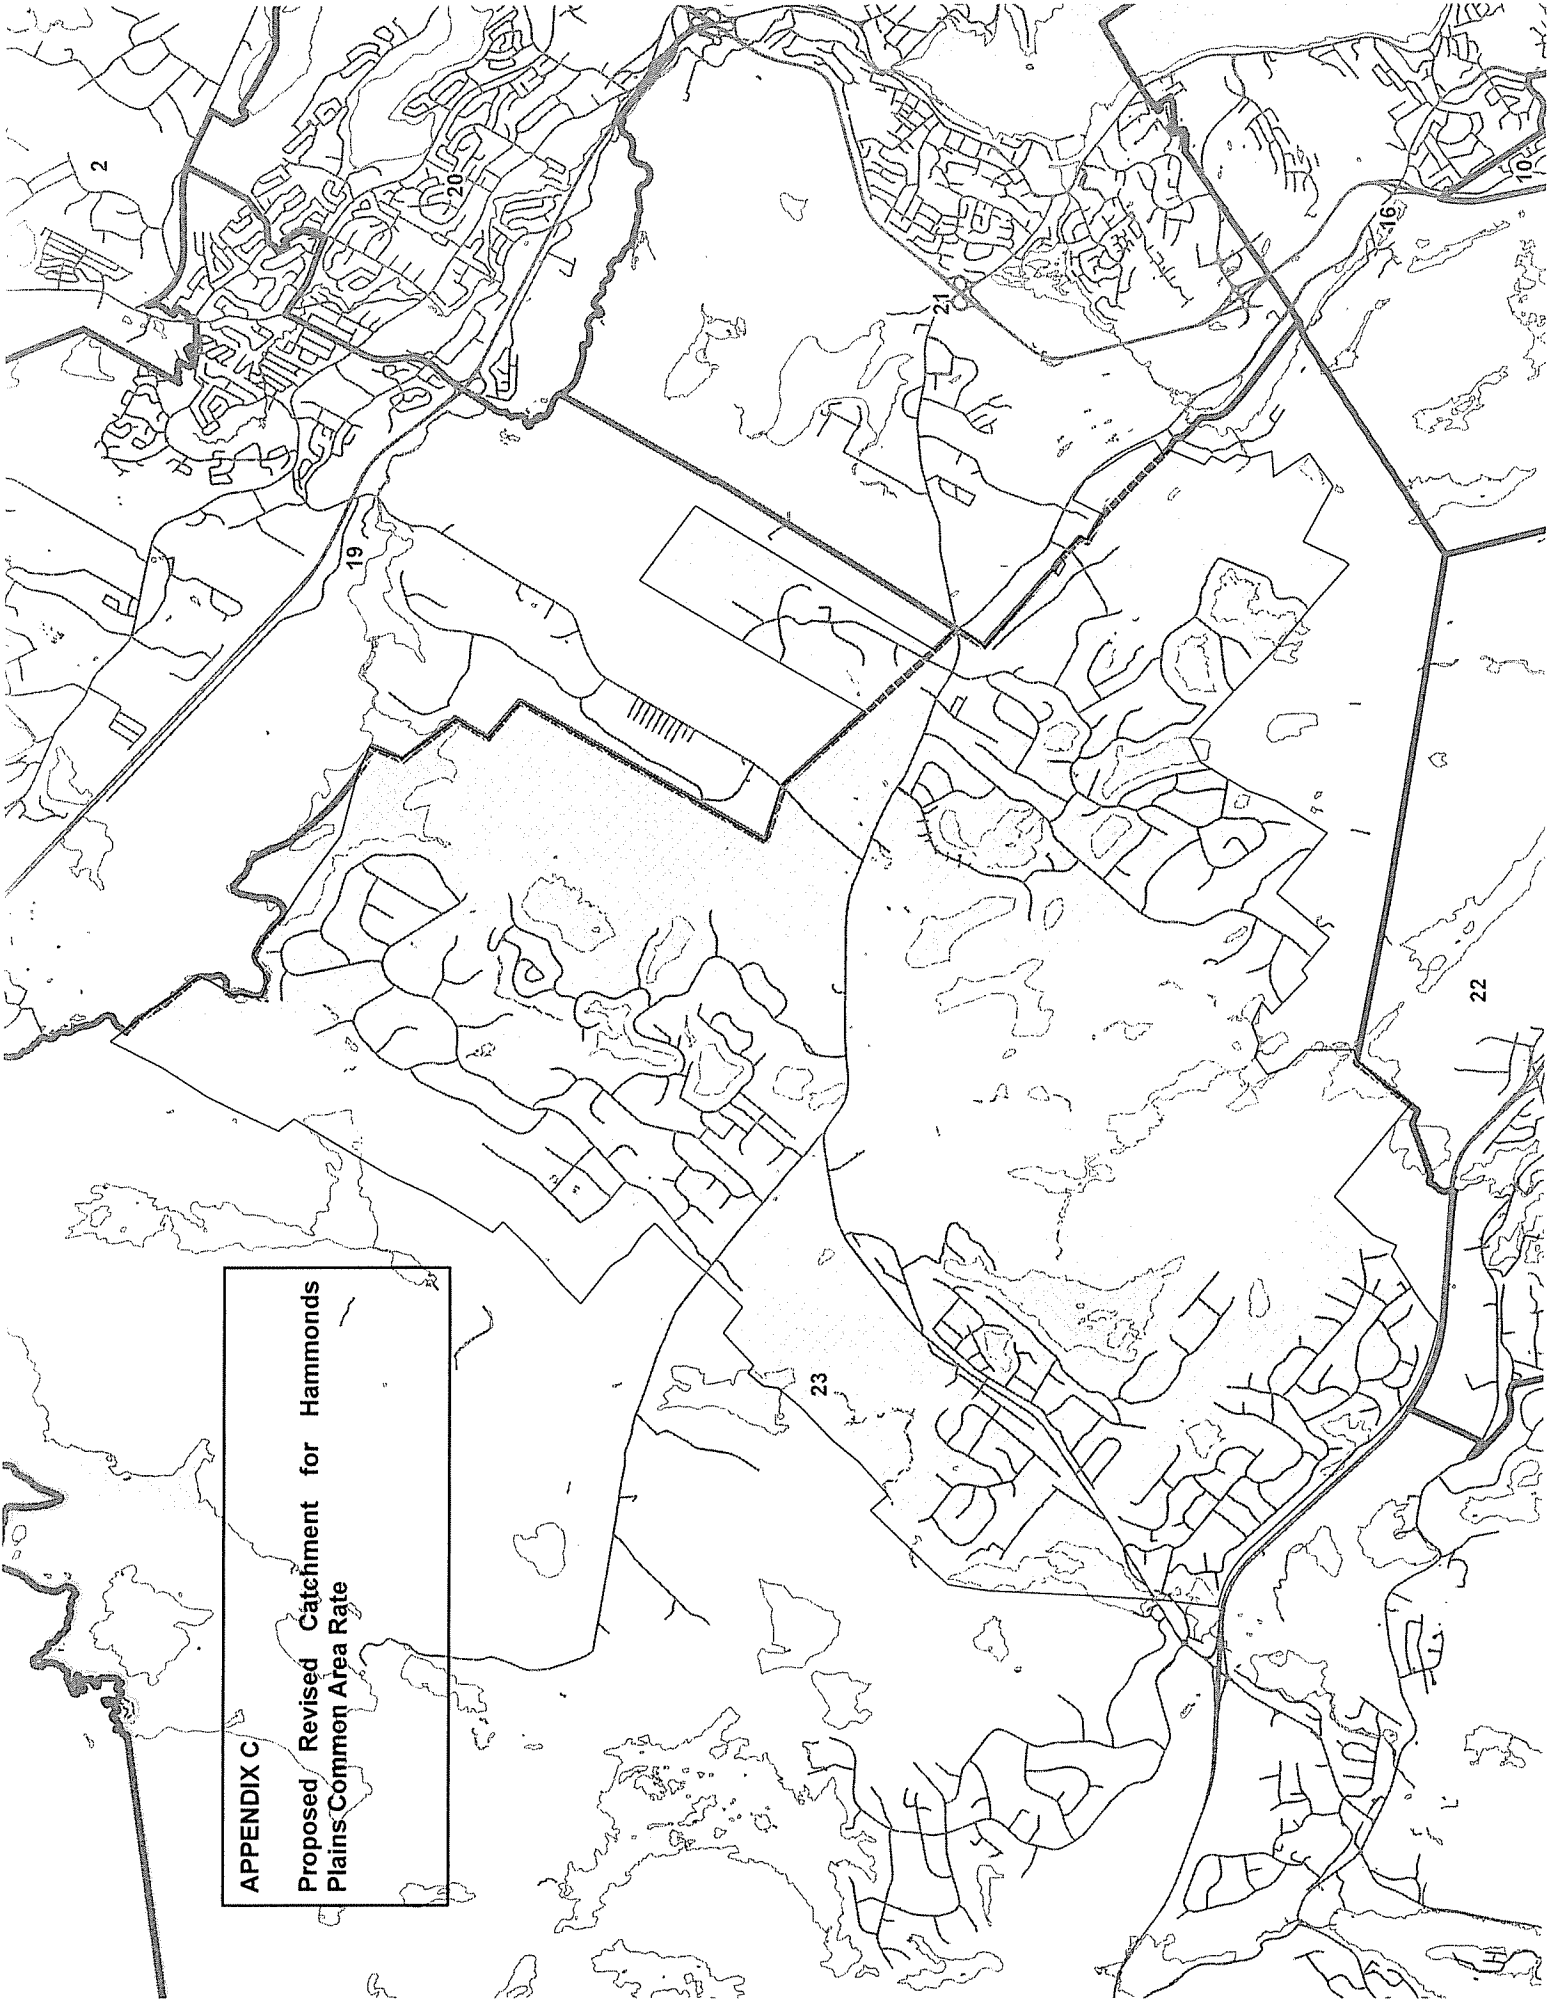 APPENDIX C
Proposed Revised Catchment for Hammonds
Plains Common Area Rate
2
20
19
21
16
10
23
22